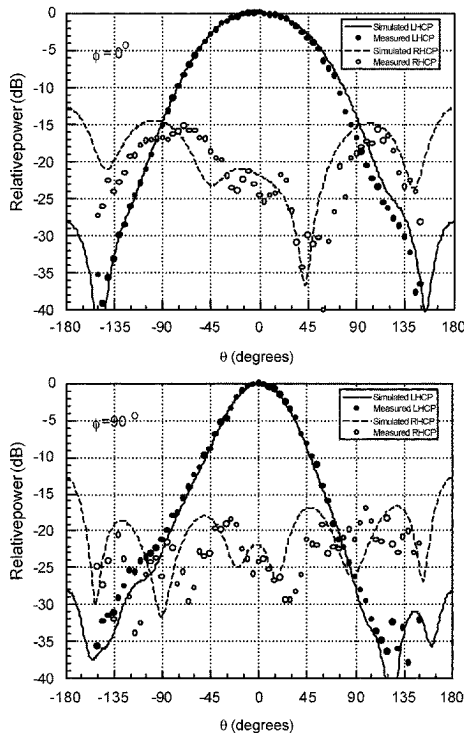 0
-5
-10
-15
-20
-25
-30
-35
-40
Relativepower (dB)
ϕ=0°
Simulated LHCP
Measured LHCP
Simulated RHCP
Measured RHCP
-180 -135 -90 -45 0 45 90 135 180
θ (degrees)
0
-5
-10
-15
-20
-25
-30
-35
-40
Relativepower (dB)
ϕ=90°
Simulated LHCP
Measured LHCP
Simulated RHCP
Measured RHCP
-180 -135 -90 -45 0 45 90 135 180
θ (degrees)